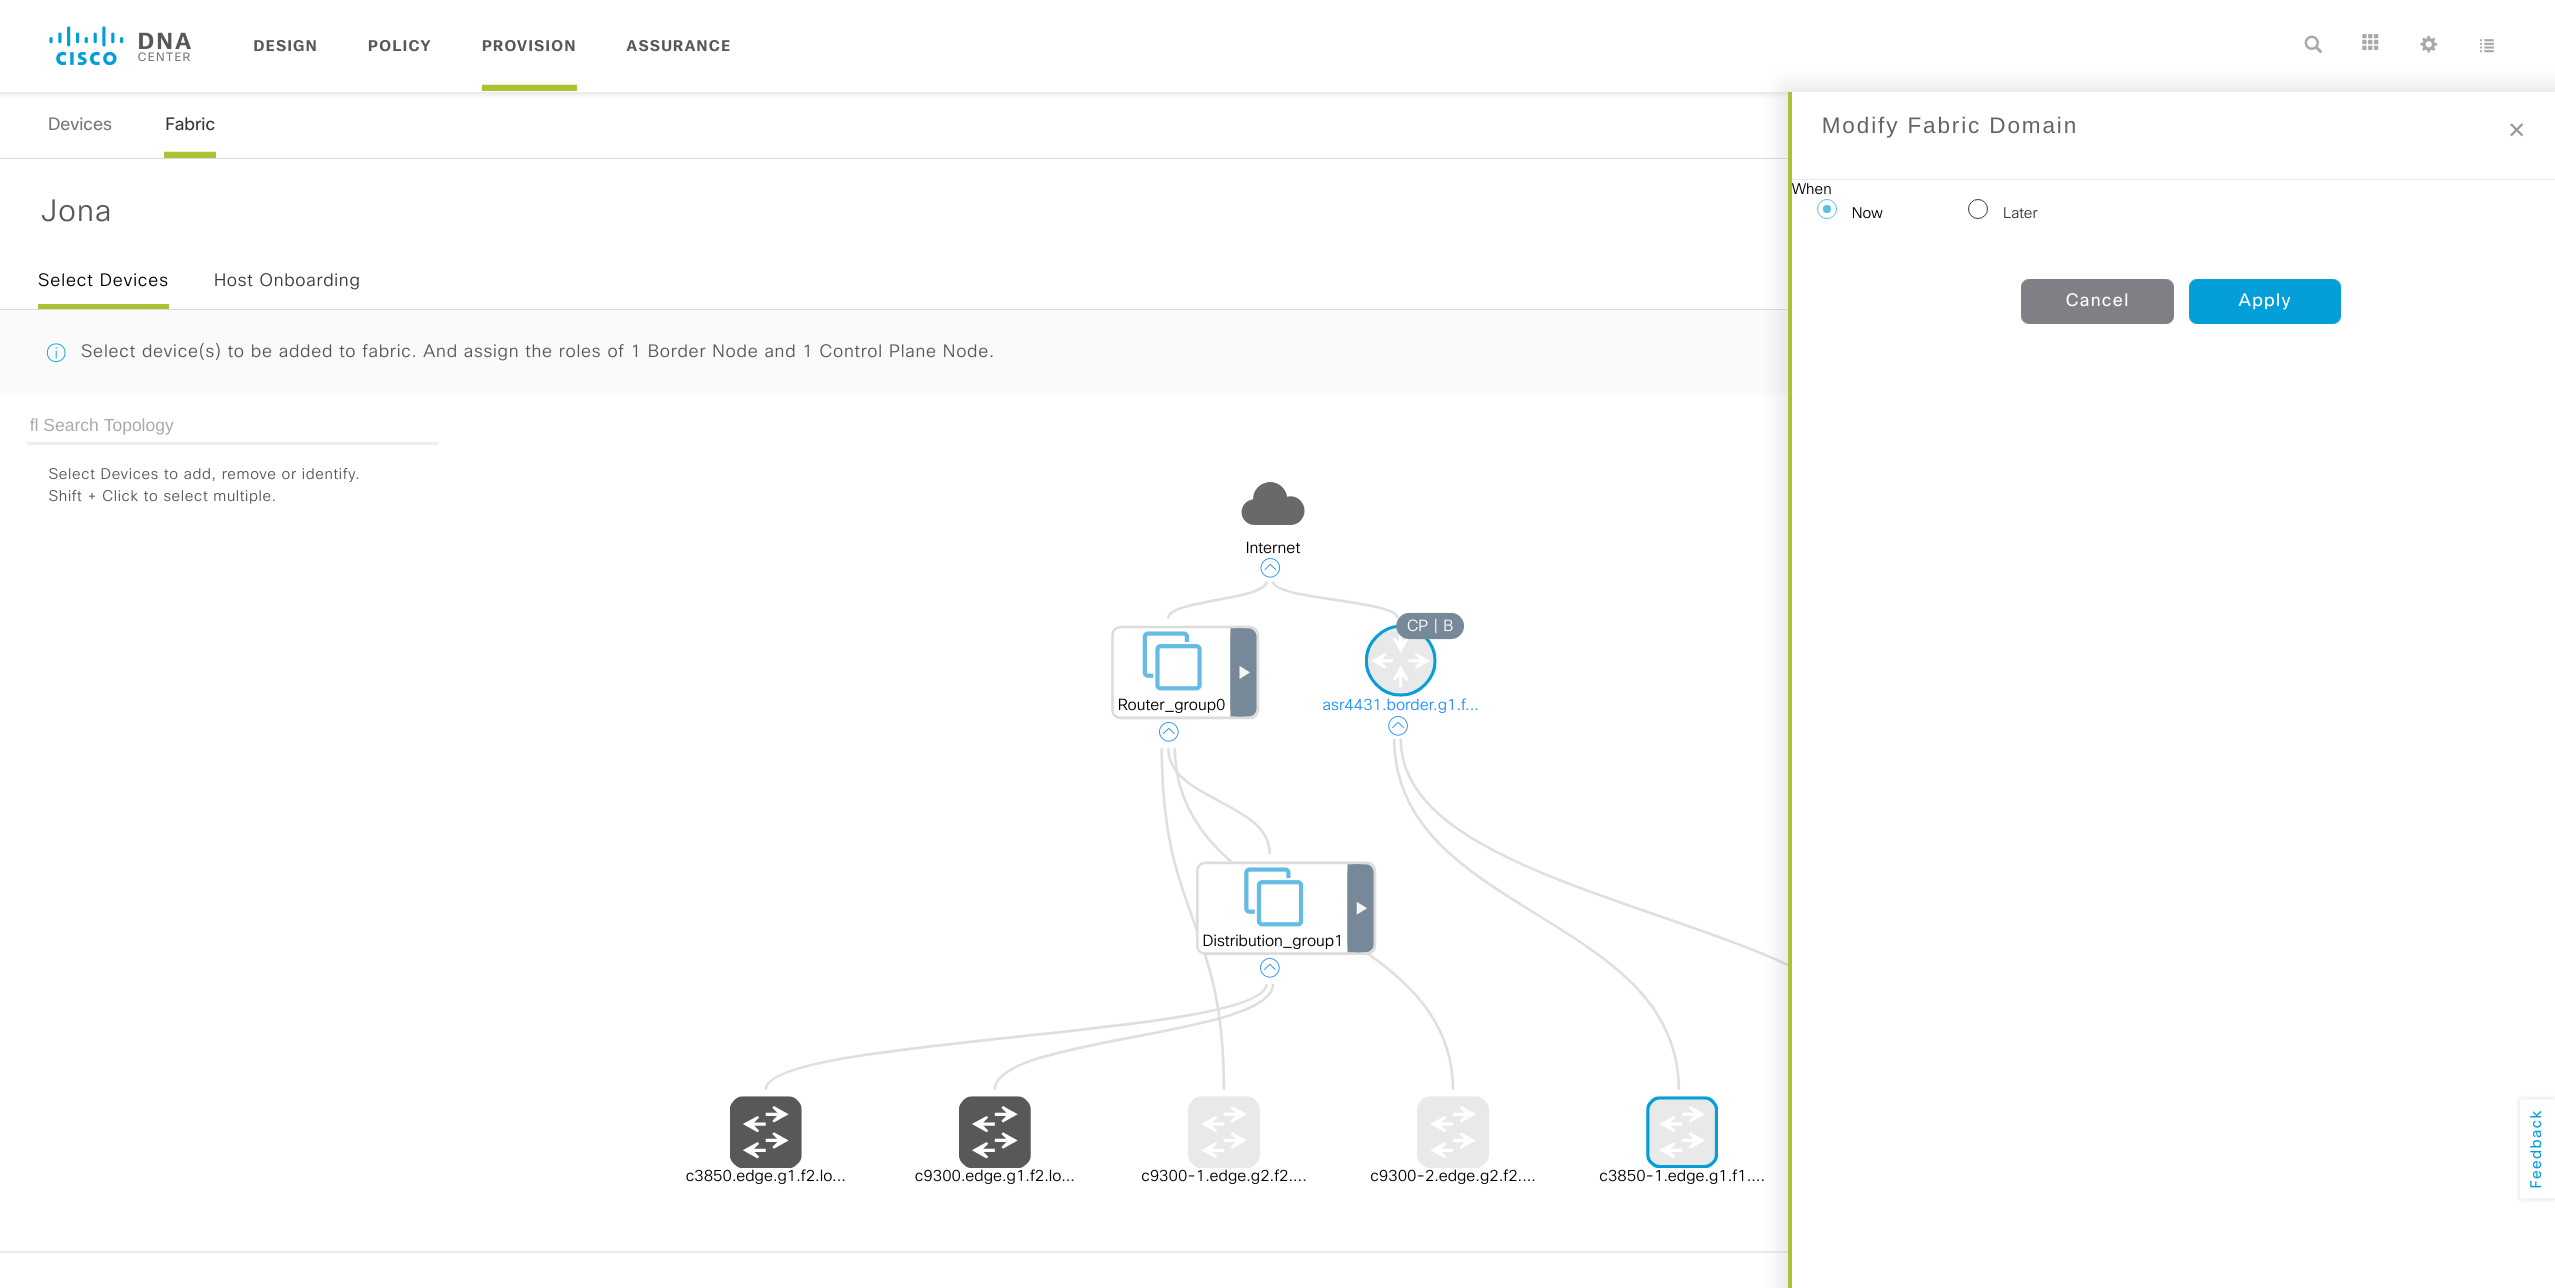 CISCO
DNA
CENTER
DESIGN
POLICY
PROVISION
ASSURANCE
Devices
Fabric
Modify Fabric Domain
When
Now
Later
Cancel
Apply
Jona
Select Devices
Host Onboarding
Select device(s) to be added to fabric. And assign the roles of 1 Border Node and 1 Control Plane Node.
fl Search Topology
Select Devices to add, remove or identify.
Shift + Click to select multiple.
Internet
CP | B
Router_group0
asr4431.border.g1.f...
Distribution_group1
c3850.edge.g1.f2.lo...
c9300.edge.g1.f2.lo...
c9300-1.edge.g2.f2....
c9300-2.edge.g2.f2....
c3850-1.edge.g1.f1....
Feedback